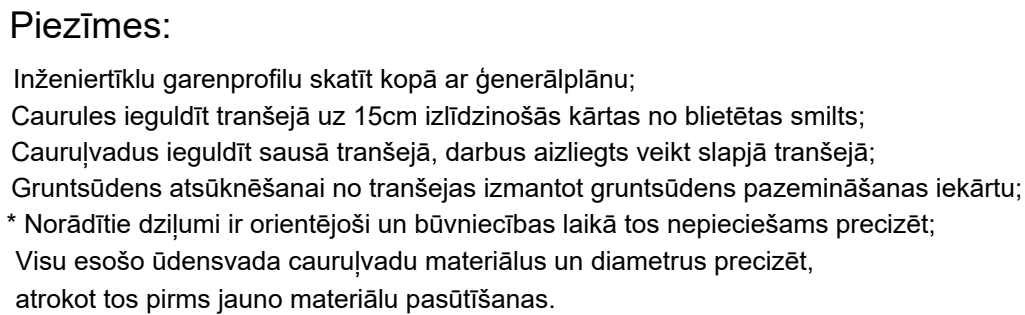 Piezīmes:
Inženiertīklu garenprofilu skatīt kopā ar ģenerālplānu;
Caurules ieguldīt tranšejā uz 15cm izlīdzinošās kārtas no blietētas smilts;
Cauruļvadus ieguldīt sausā tranšejā, darbus aizliegts veikt slapjā tranšejā;
Gruntsūdens atsūknēšanai no tranšejas izmantot gruntsūdens pazemināšanas iekārtu;
* Norādītie dziļumi ir orientējoši un būvniecības laikā tos nepieciešams precizēt;
Visu esošo ūdensvada cauruļvadu materiālus un diametrus precizēt,
atrokot tos pirms jauno materiālu pasūtīšanas.